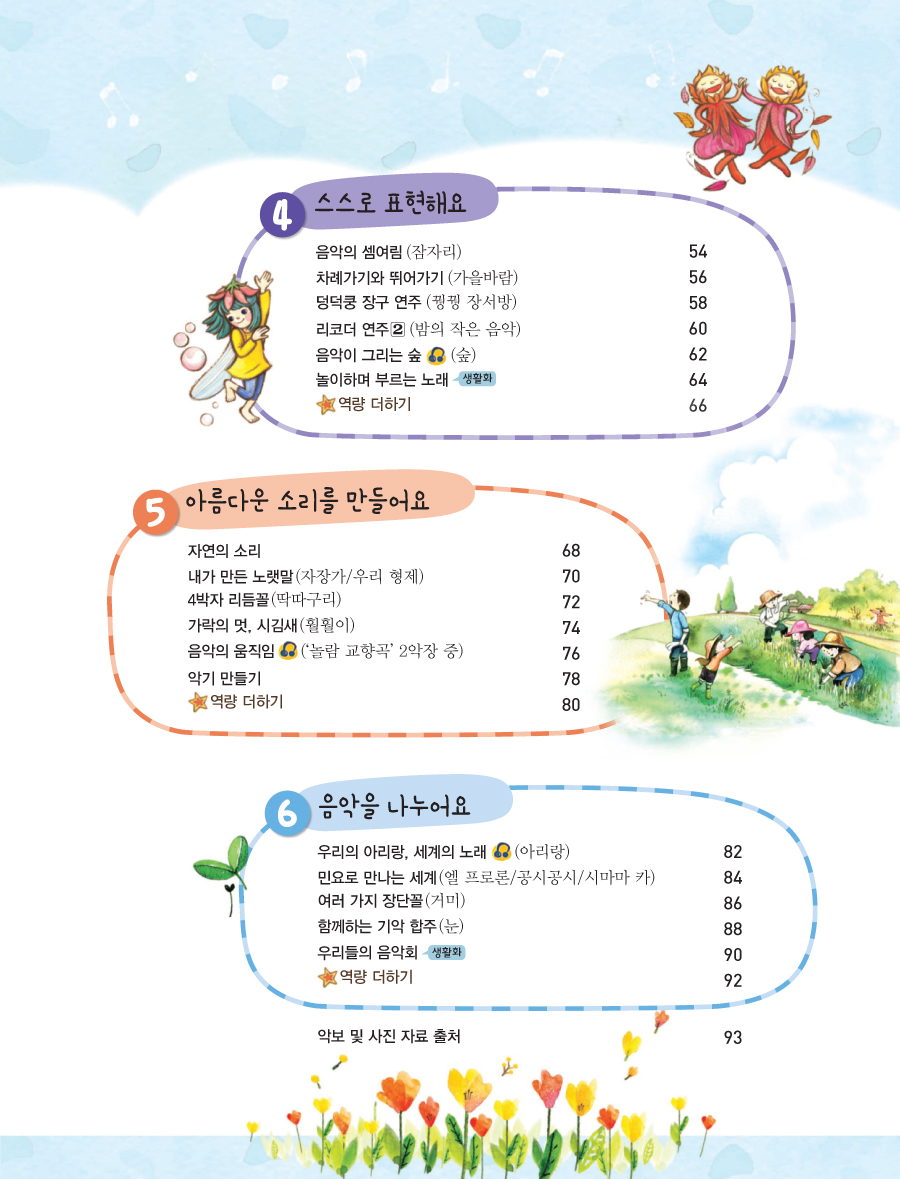 4 스스로 표현해요
음악의 셈여림 (잠자리) 54
차례가기와 뛰어가기 (가을바람) 56
덩덕쿵 장구 연주 (꿩꿩 장서방) 58
리코더 연주2 (밤의 작은 음악) 60
음악이 그리는 숲 (숲) 62
놀이하며 부르는 노래 생활화 64
역량 더하기 66
5 아름다운 소리를 만들어요
자연의 소리 68
내가 만든 노랫말(자장가/우리 형제) 70
4박자 리듬꼴(딱따구리) 72
가락의 멋, 시김새(훨훨이) 74
음악의 움직임 (‘놀람 교향곡’ 2악장 중) 76
악기 만들기 78
역량 더하기 80
6 음악을 나누어요
우리의 아리랑, 세계의 노래 (아리랑) 82
민요로 만나는 세계(엘 프로론/공시공시/시마마 카) 84
여러 가지 장단꼴(거미) 86
함께하는 기악 합주(눈) 88
우리들의 음악회 생활화 90
역량 더하기 92
악보 및 사진 자료 출처 93